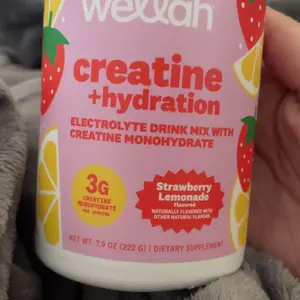 wellah
creatine
+hydration
ELECTROLYTE DRINK MIX WITH
CREATINE MONOHYDRATE
3G
CREATINE
MONOHYDRATE
PER SERVING
Strawberry
Lemonade
Flavored
NATURALLY FLAVORED WITH
OTHER NATURAL FLAVORS
NET WT. 7.9 OZ (222 G) | DIETARY SUPPLEMENT